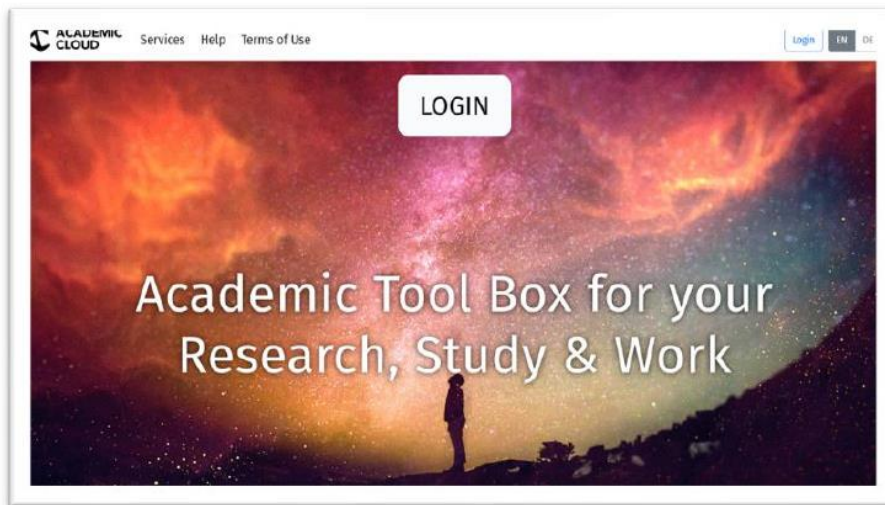 ACADEMIC
CLOUD
Services Help Terms of Use
Login EN DE
LOGIN
Academic Tool Box for your
Research, Study & Work